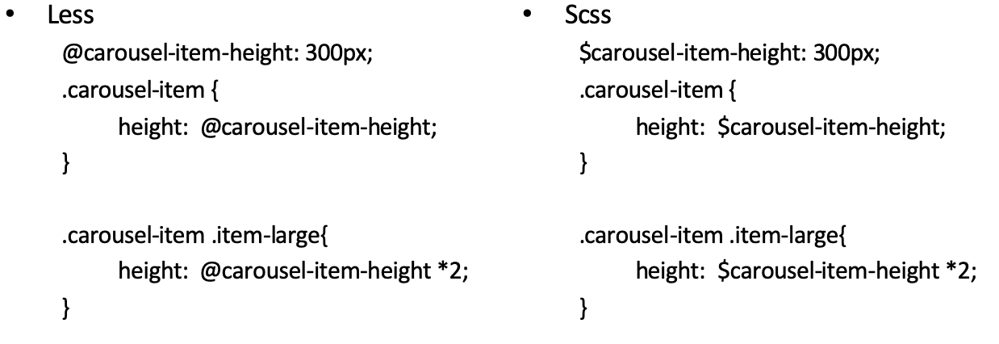 • Less
@carousel-item-height: 300px;
.carousel-item {
height:  @carousel-item-height;
}
.carousel-item .item-large{
height:  @carousel-item-height *2;
}
• Scss
$carousel-item-height: 300px;
.carousel-item {
height:  $carousel-item-height;
}
.carousel-item .item-large{
height:  $carousel-item-height *2;
}